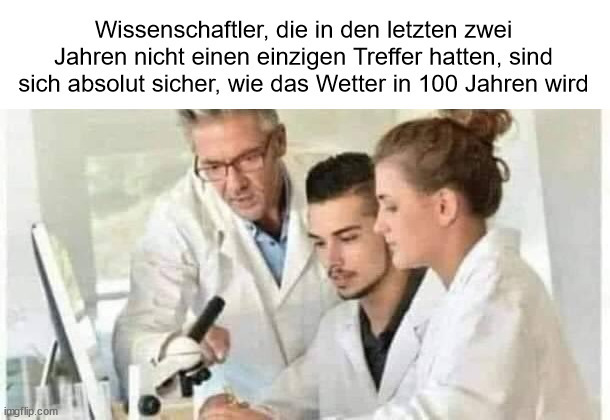 Wissenschaftler, die in den letzten zwei
Jahren nicht einen einzigen Treffer hatten, sind
sich absolut sicher, wie das Wetter in 100 Jahren wird
imgflip.com